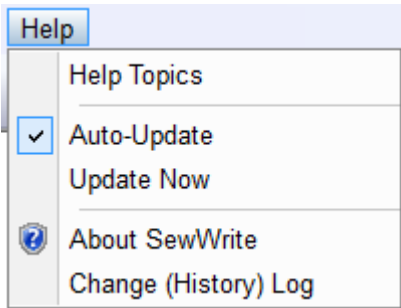 Help
Help Topics
Auto-Update
Update Now
About SewWrite
Change (History) Log